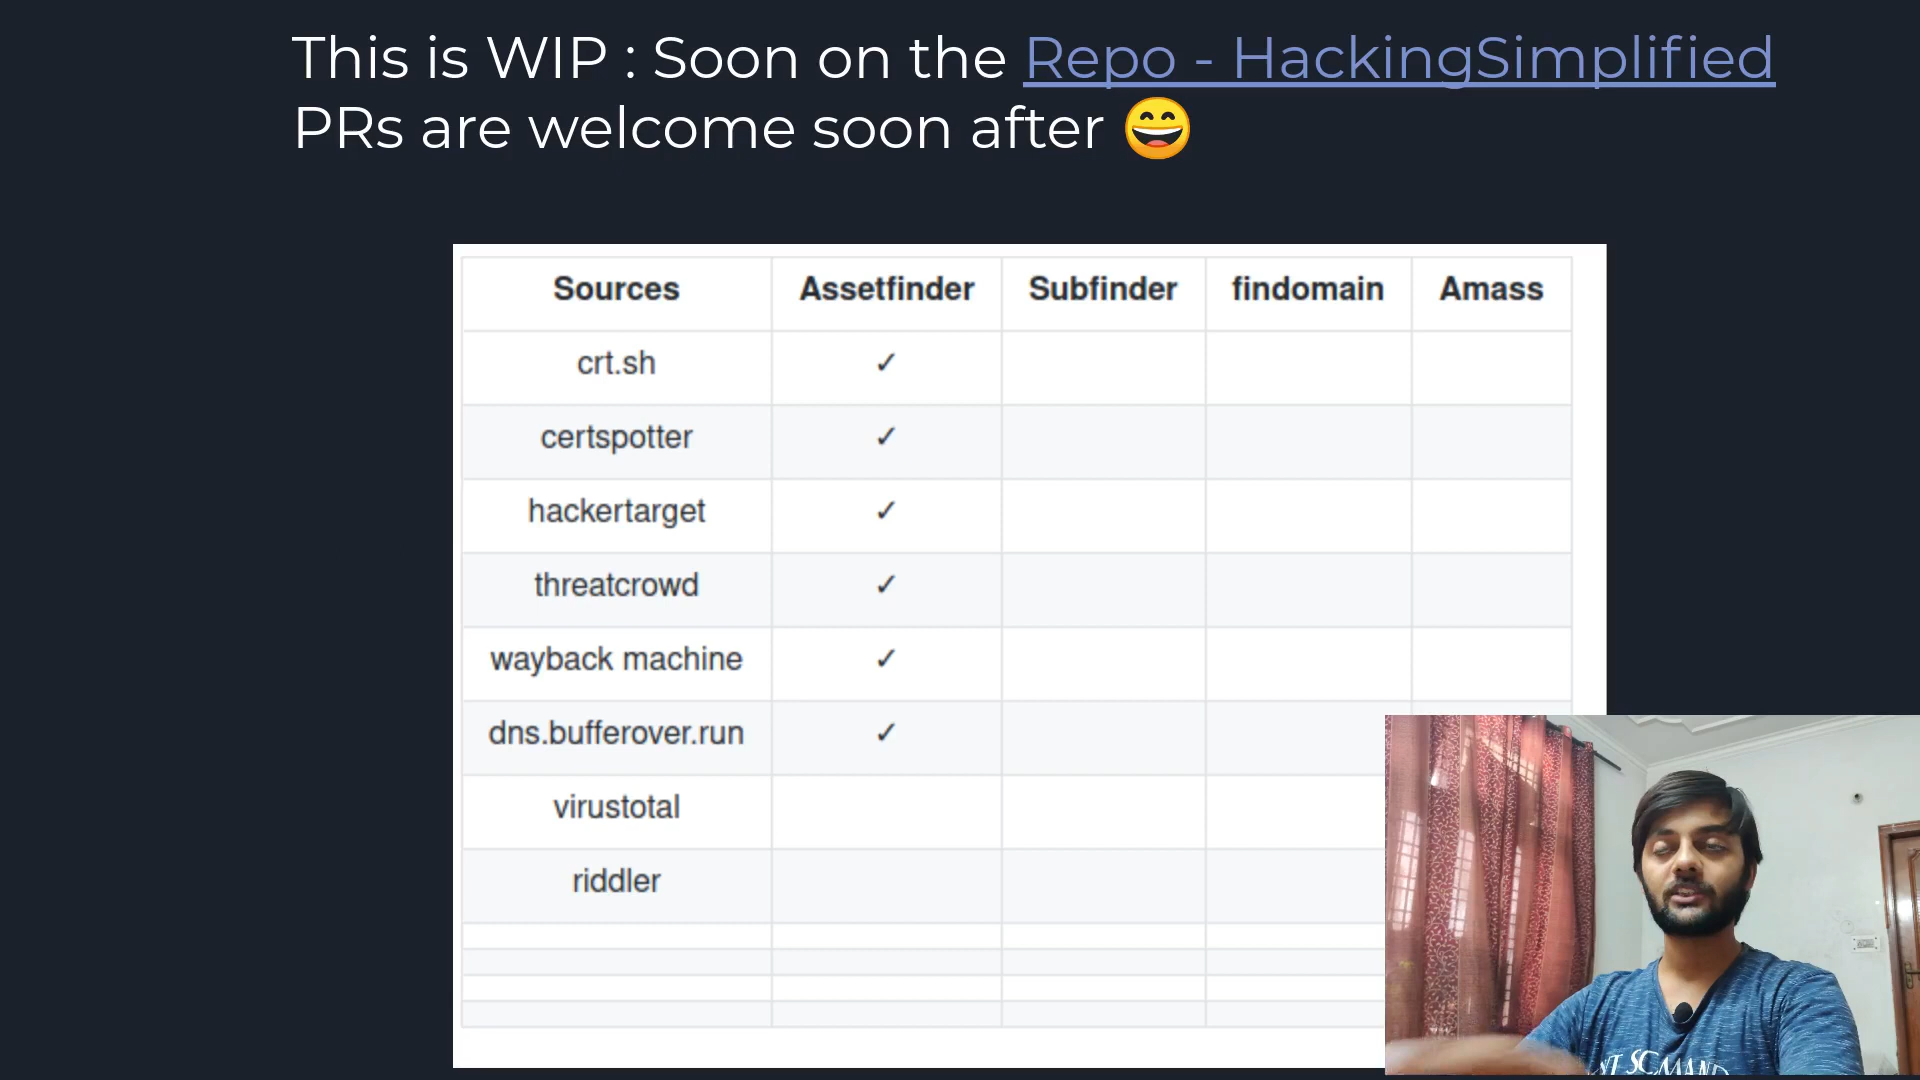 This is WIP : Soon on the Repo - HackingSimplified
PRs are welcome soon after 😄
Sources Assetfinder Subfinder findomain Amass
crt.sh ✓
certspotter ✓
hackertarget ✓
threatcrowd ✓
wayback machine ✓
dns.bufferover.run ✓
virustotal
riddler